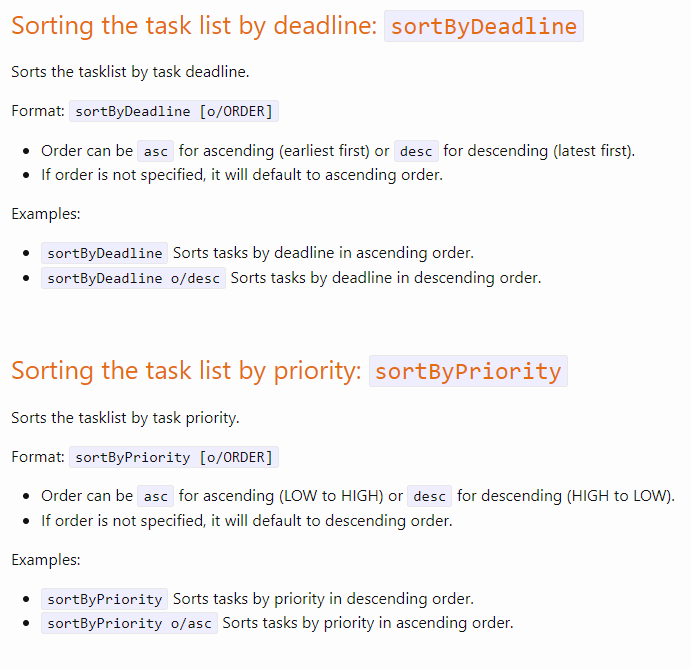 Sorting the task list by deadline: sortByDeadline
Sorts the tasklist by task deadline.
Format: sortByDeadline [o/ORDER]
• Order can be asc for ascending (earliest first) or desc for descending (latest first).
• If order is not specified, it will default to ascending order.
Examples:
• sortByDeadline Sorts tasks by deadline in ascending order.
• sortByDeadline o/desc Sorts tasks by deadline in descending order.
Sorting the task list by priority: sortByPriority
Sorts the tasklist by task priority.
Format: sortByPriority [o/ORDER]
• Order can be asc for ascending (LOW to HIGH) or desc for descending (HIGH to LOW).
• If order is not specified, it will default to descending order.
Examples:
• sortByPriority Sorts tasks by priority in descending order.
• sortByPriority o/asc Sorts tasks by priority in ascending order.